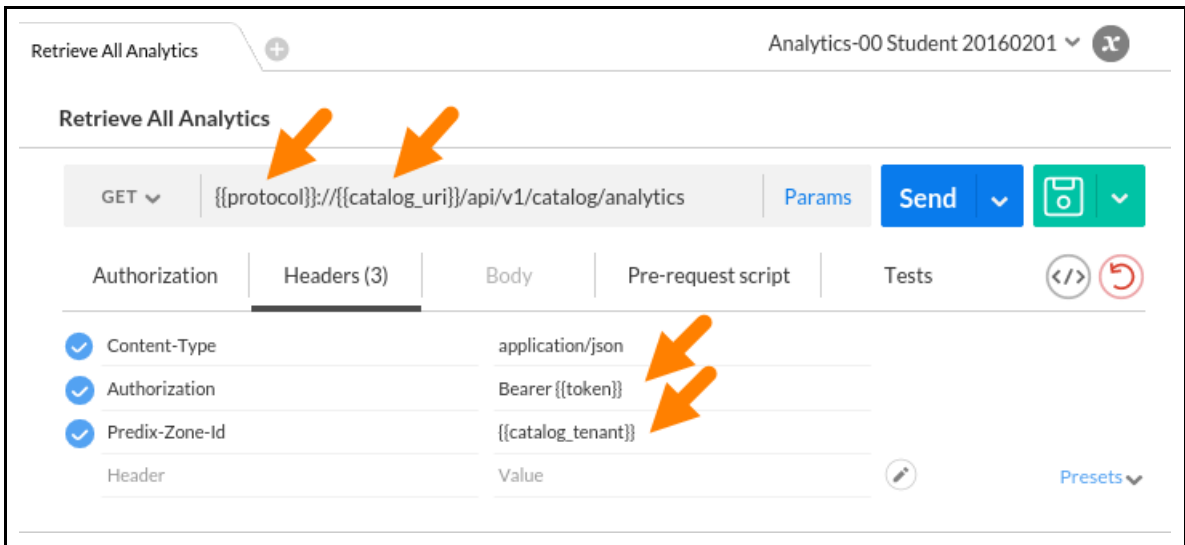 Retrieve All Analytics
Analytics-00 Student 20160201
x
Retrieve All Analytics
GET {{protocol}}://{{catalog_uri}}/api/v1/catalog/analytics Params Send
Authorization Headers (3) Body Pre-request script Tests </>
Content-Type application/json
Authorization Bearer {{token}}
Predix-Zone-Id {{catalog_tenant}}
Header Value Presets